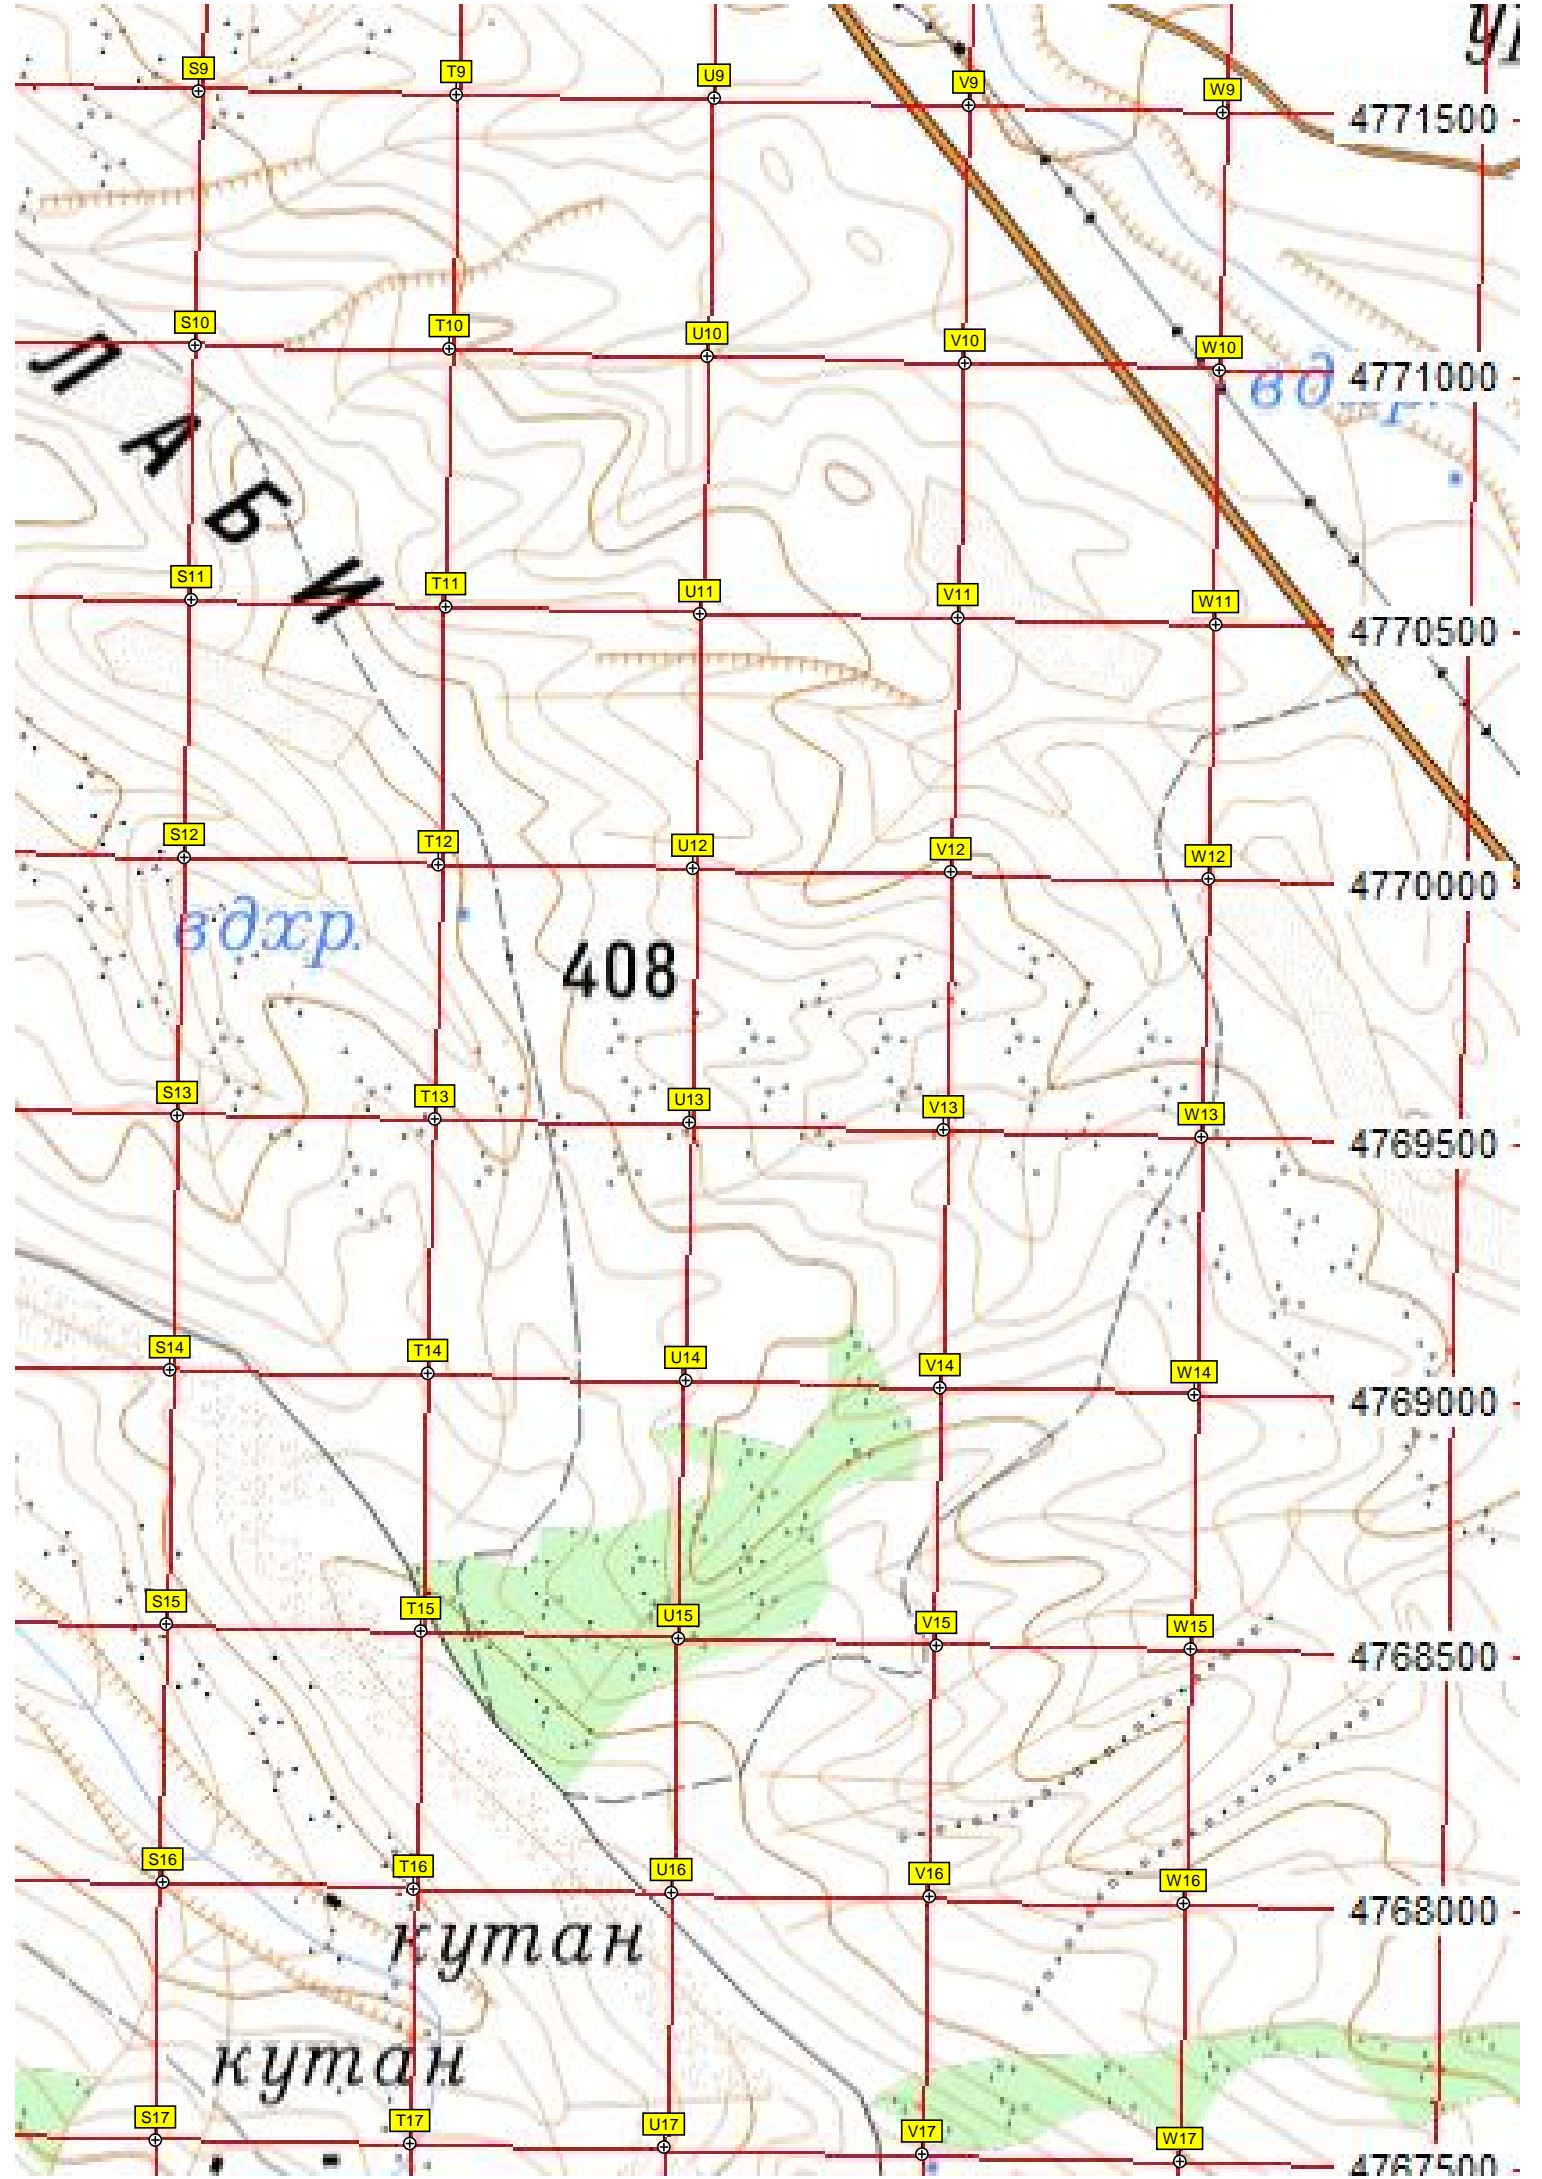 S9 T9 U9 V9 W9
4771500
S10 T10 U10 V10 W10
4771000
Л А Б И
S11 T11 U11 V11 W11
4770500
S12 T12 U12 V12 W12
4770000
вдхр.
408
S13 T13 U13 V13 W13
4769500
S14 T14 U14 V14 W14
4769000
S15 T15 U15 V15 W15
4768500
S16 T16 U16 V16 W16
4768000
кутан
кутан
S17 T17 U17 V17 W17
4767500